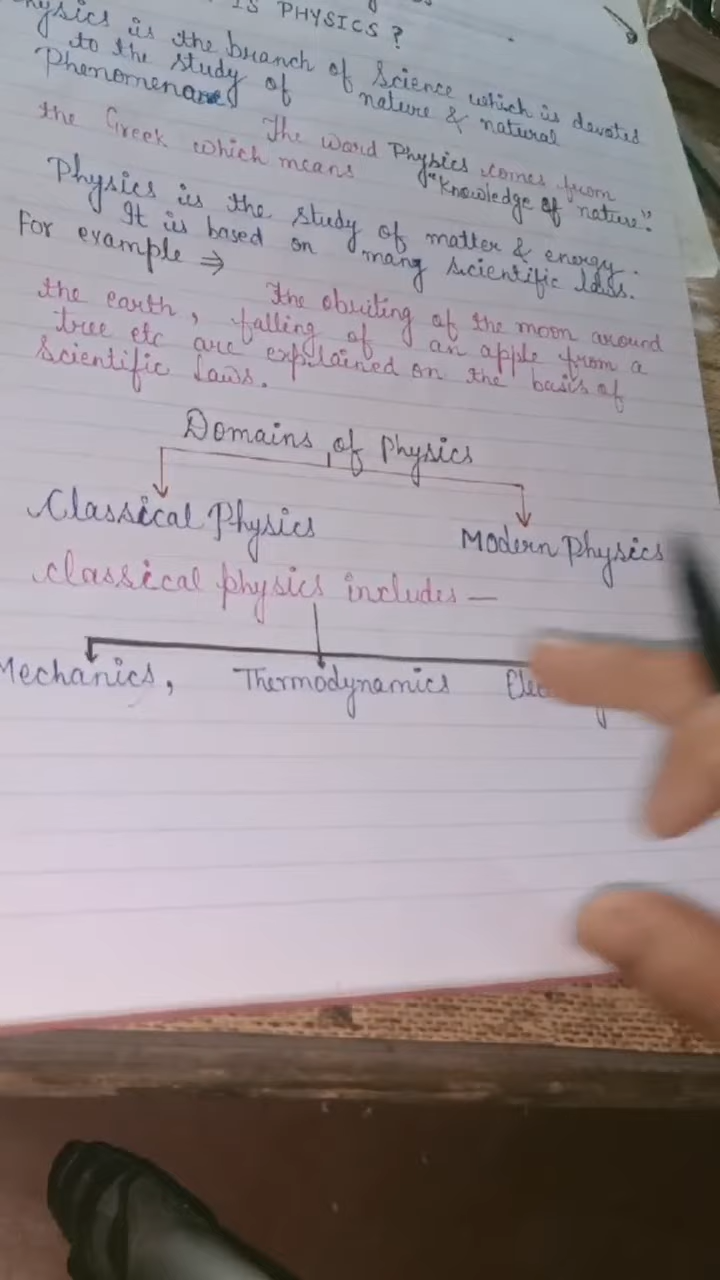 IS PHYSICS ?
Physics is the branch of Science which is devoted
to the study of nature & natural
Phenomena
The word Physics comes from
the Greek which means "Knowledge of nature".
Physics is the study of matter & energy.
It is based on many scientific laws.
For example ⇒
The obuiting of the moon around
the earth, falling of an apple from a
tree etc are explained on the basis of
Scientific laws.
Domains of Physics
Classical Physics
Modern Physics
Classical physics includes —
Mechanics, Thermodynamics